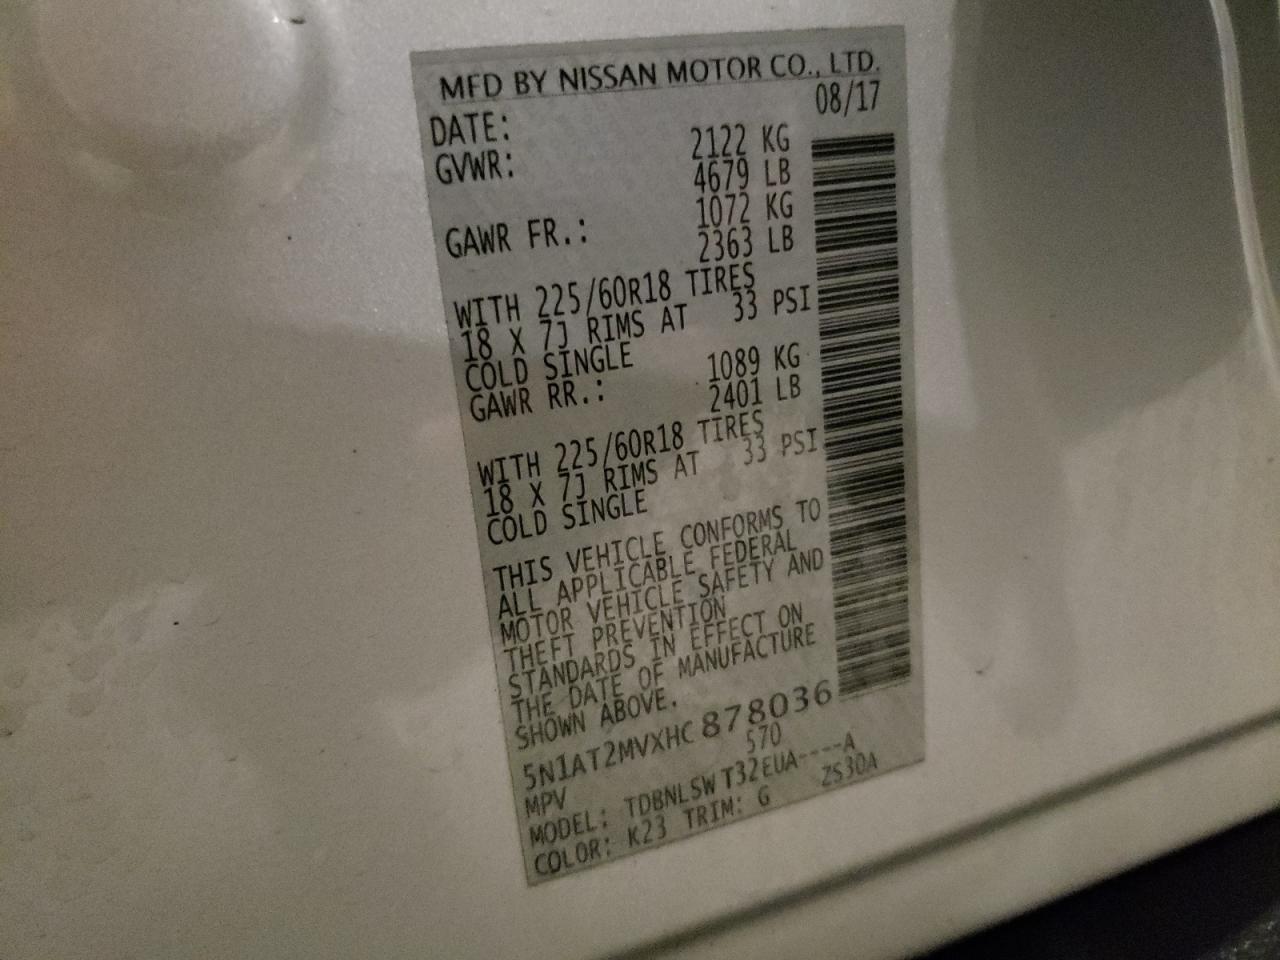 MFD BY NISSAN MOTOR CO., LTD.
DATE: 08/17
GVWR: 2122 KG
4679 LB
GAWR FR.: 1072 KG
2363 LB
WITH 225/60R18 TIRES
18 X 7J RIMS AT 33 PSI
COLD SINGLE
GAWR RR.: 1089 KG
2401 LB
WITH 225/60R18 TIRES
18 X 7J RIMS AT 33 PSI
COLD SINGLE
THIS VEHICLE CONFORMS TO
ALL APPLICABLE FEDERAL
MOTOR VEHICLE SAFETY AND
THEFT PREVENTION
STANDARDS IN EFFECT ON
THE DATE OF MANUFACTURE
SHOWN ABOVE.
5N1AT2MVXHC878036
MPV 570
MODEL: TDBNLSWT32EUA----A
COLOR: K23 TRIM: G ZS30A